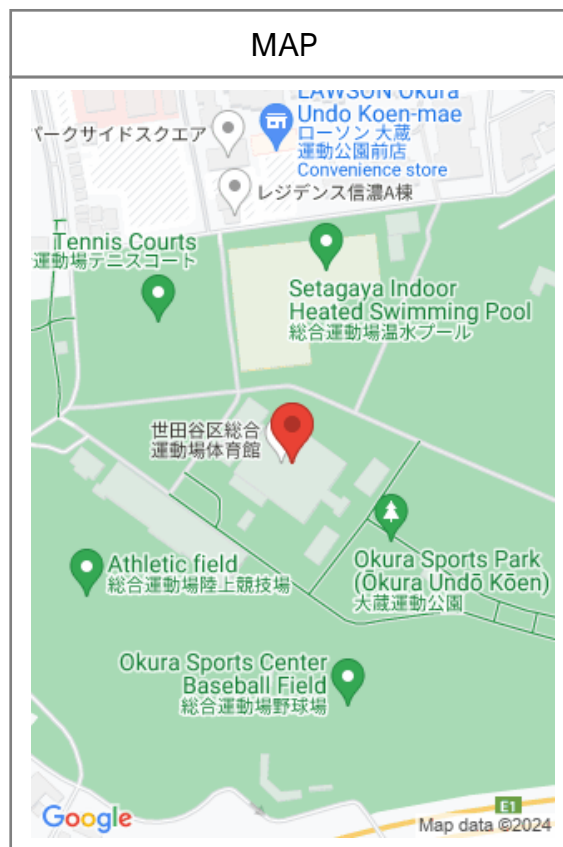 MAP
LAWSON Okura
Undo Koen-mae
ローソン 大蔵
運動公園前店
Convenience store
パークサイドスクエア
レジデンス信濃A棟
Tennis Courts
運動場テニスコート
Setagaya Indoor
Heated Swimming Pool
総合運動場温水プール
世田谷区総合
運動場体育館
Okura Sports Park
(Ōkura Uǹdō Kōen)
大蔵運動公園
Athletic field
総合運動場陸上競技場
Okura Sports Center
Baseball Field
総合運動場野球場
E1
Google
Map data ©2024